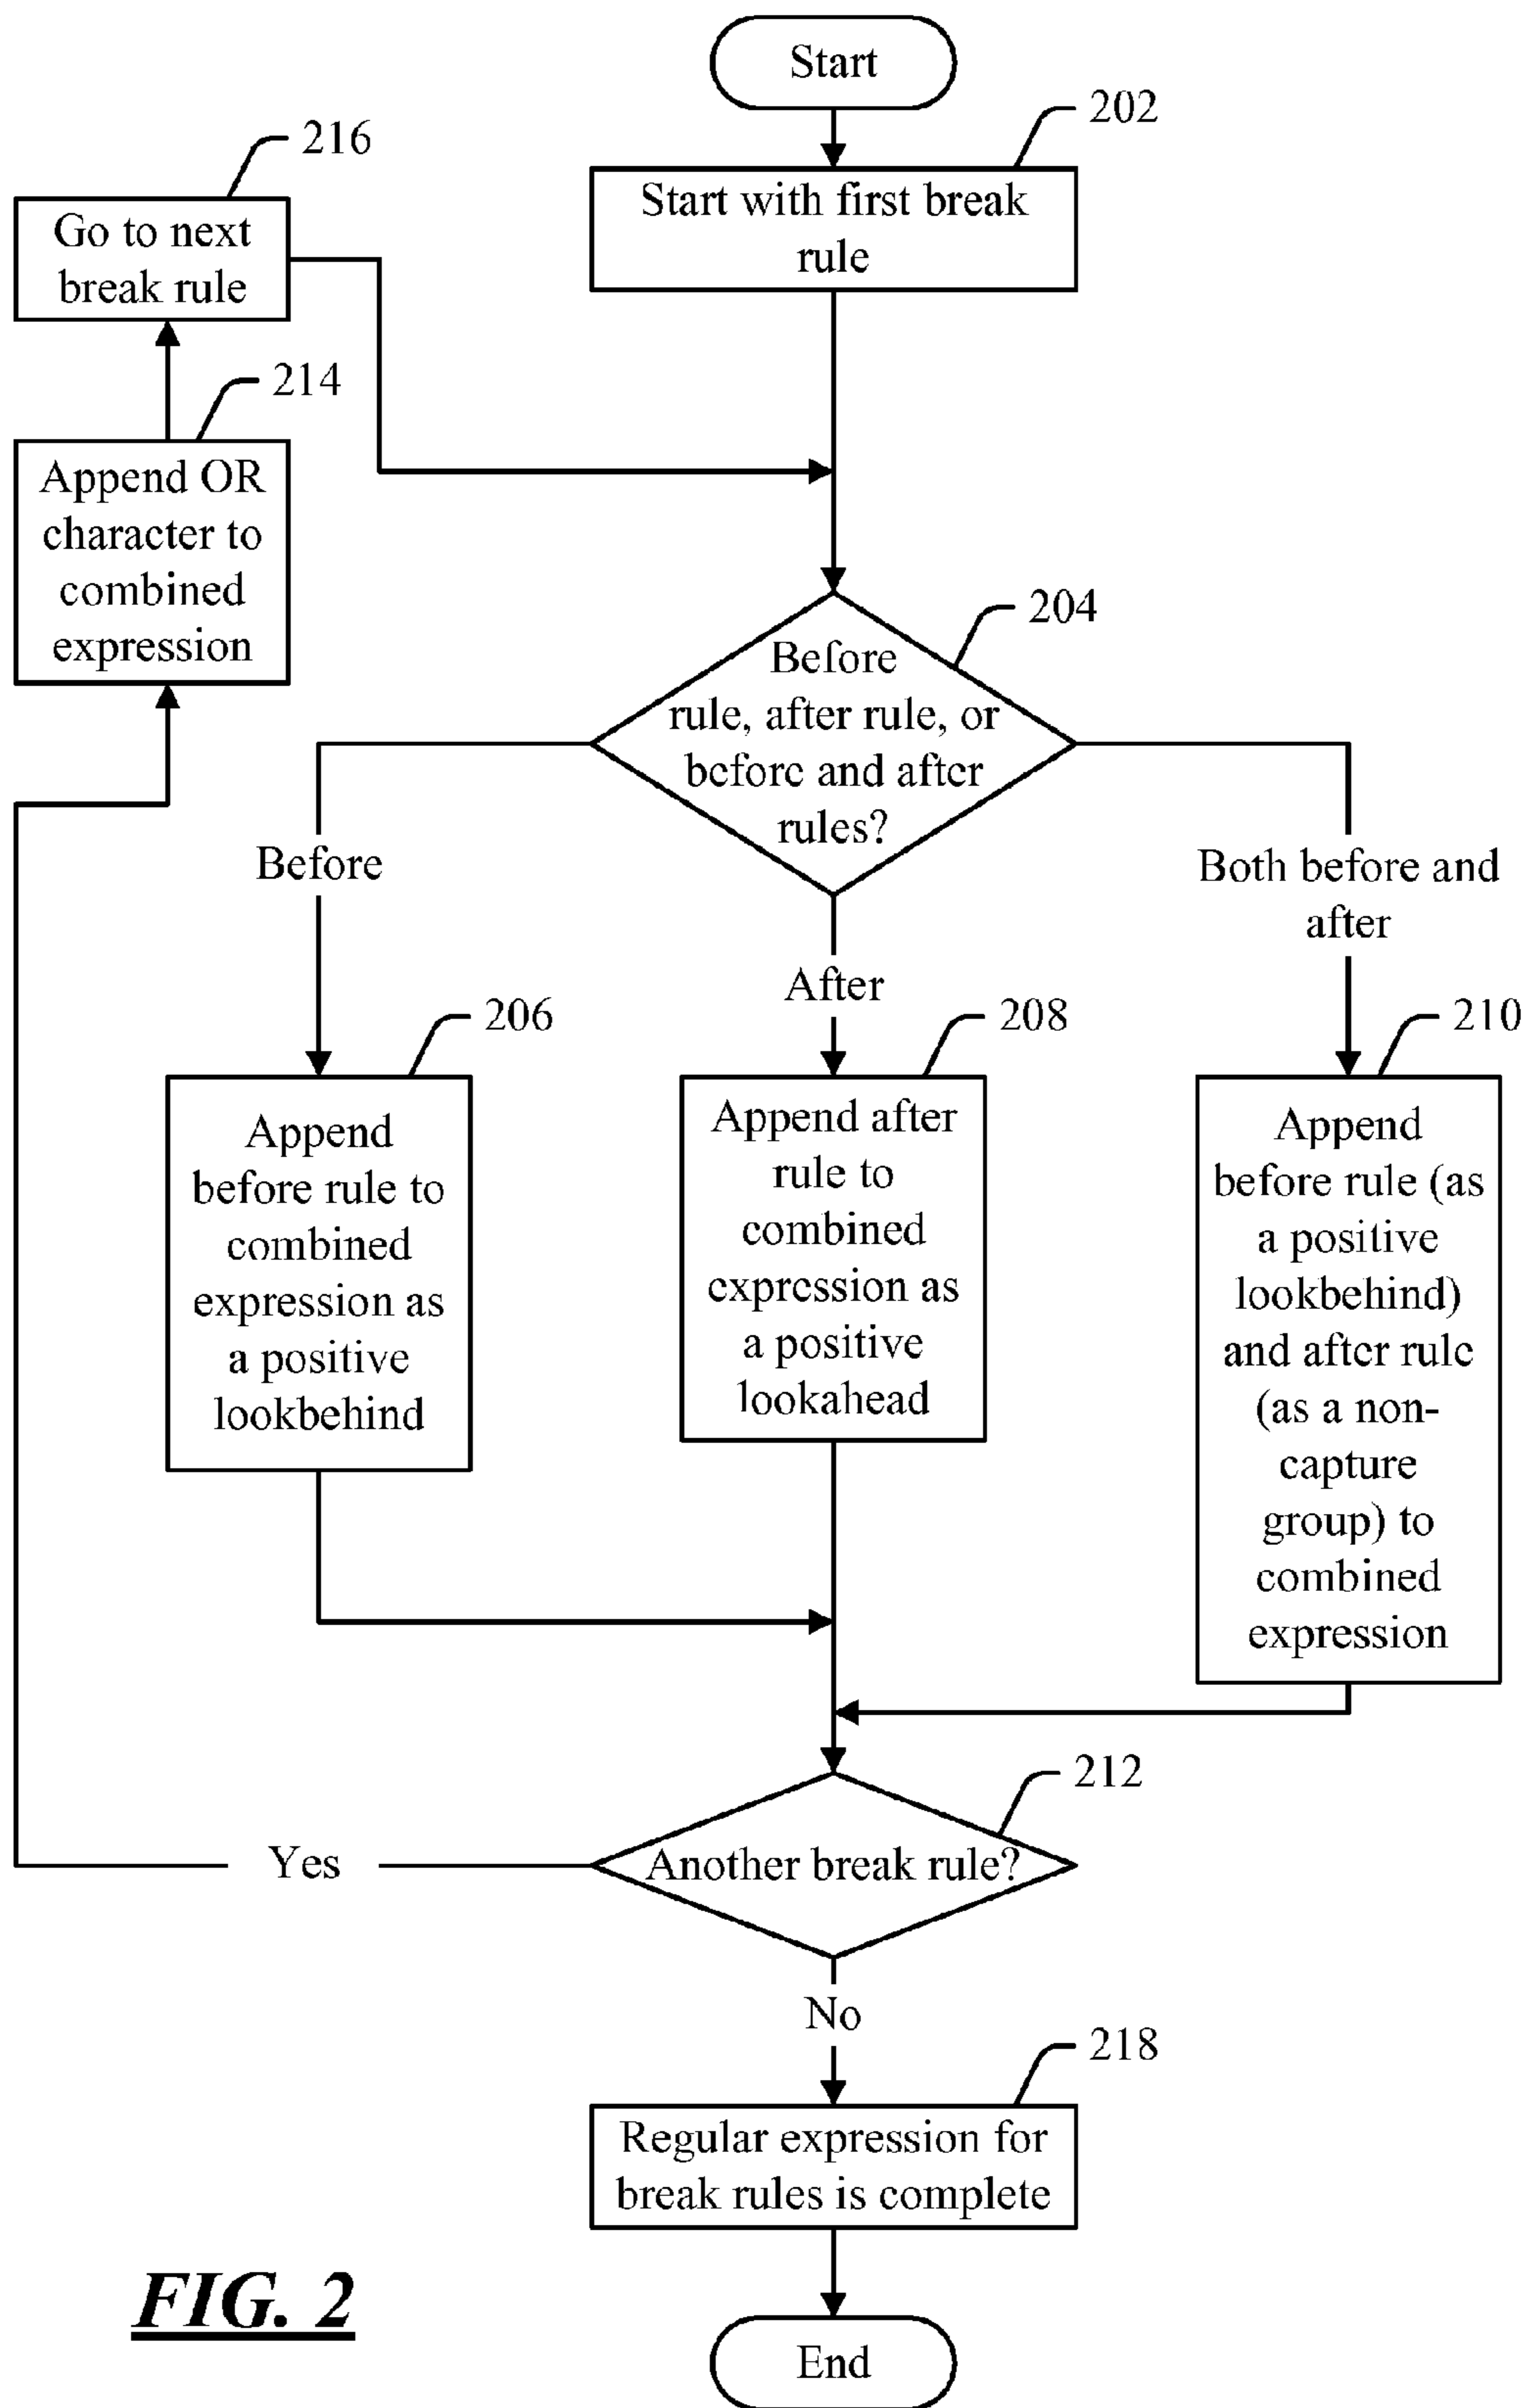 Start
202
Start with first break
rule
216
Go to next
break rule
214
Append OR
character to
combined
expression
204
Before
rule, after rule, or
before and after
rules?
Before
After
Both before and
after
206
Append
before rule to
combined
expression as
a positive
lookbehind
208
Append after
rule to
combined
expression as
a positive
lookahead
210
Append
before rule (as
a positive
lookbehind)
and after rule
(as a non-
capture
group) to
combined
expression
212
Another break rule?
Yes
No
218
Regular expression for
break rules is complete
End
FIG. 2